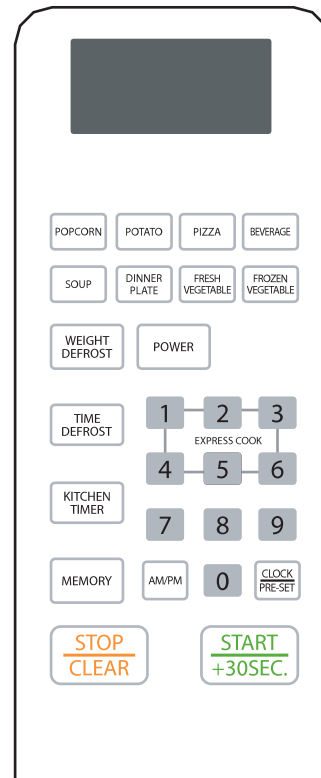 POPCORN
POTATO
PIZZA
BEVERAGE
SOUP
DINNER
PLATE
FRESH
VEGETABLE
FROZEN
VEGETABLE
WEIGHT
DEFROST
POWER
TIME
DEFROST
1 2 3
EXPRESS COOK
4 5 6
KITCHEN
TIMER
7 8 9
MEMORY
AM/PM
0
CLOCK
PRE-SET
STOP
CLEAR
START
+30SEC.